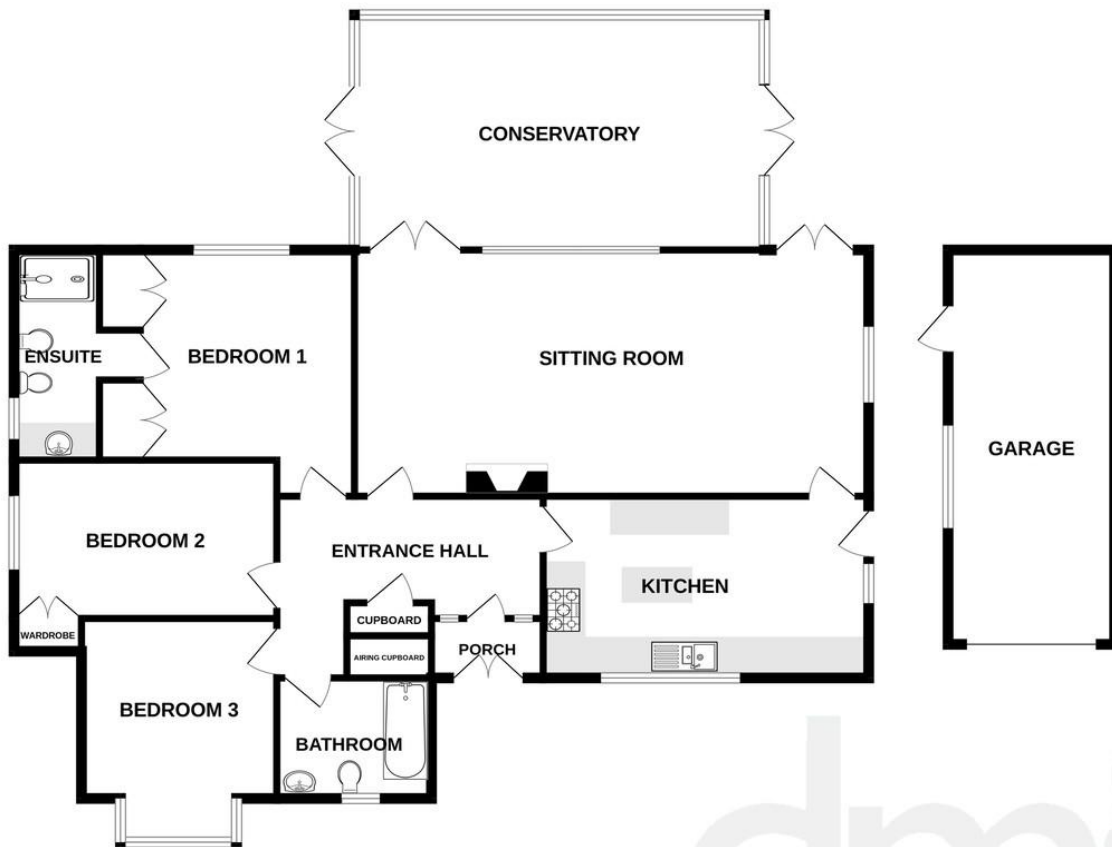 CONSERVATORY
ENSUITE
BEDROOM 1
SITTING ROOM
GARAGE
BEDROOM 2
ENTRANCE HALL
KITCHEN
WARDROBE
CUPBOARD
AIRING CUPBOARD
PORCH
BEDROOM 3
BATHROOM